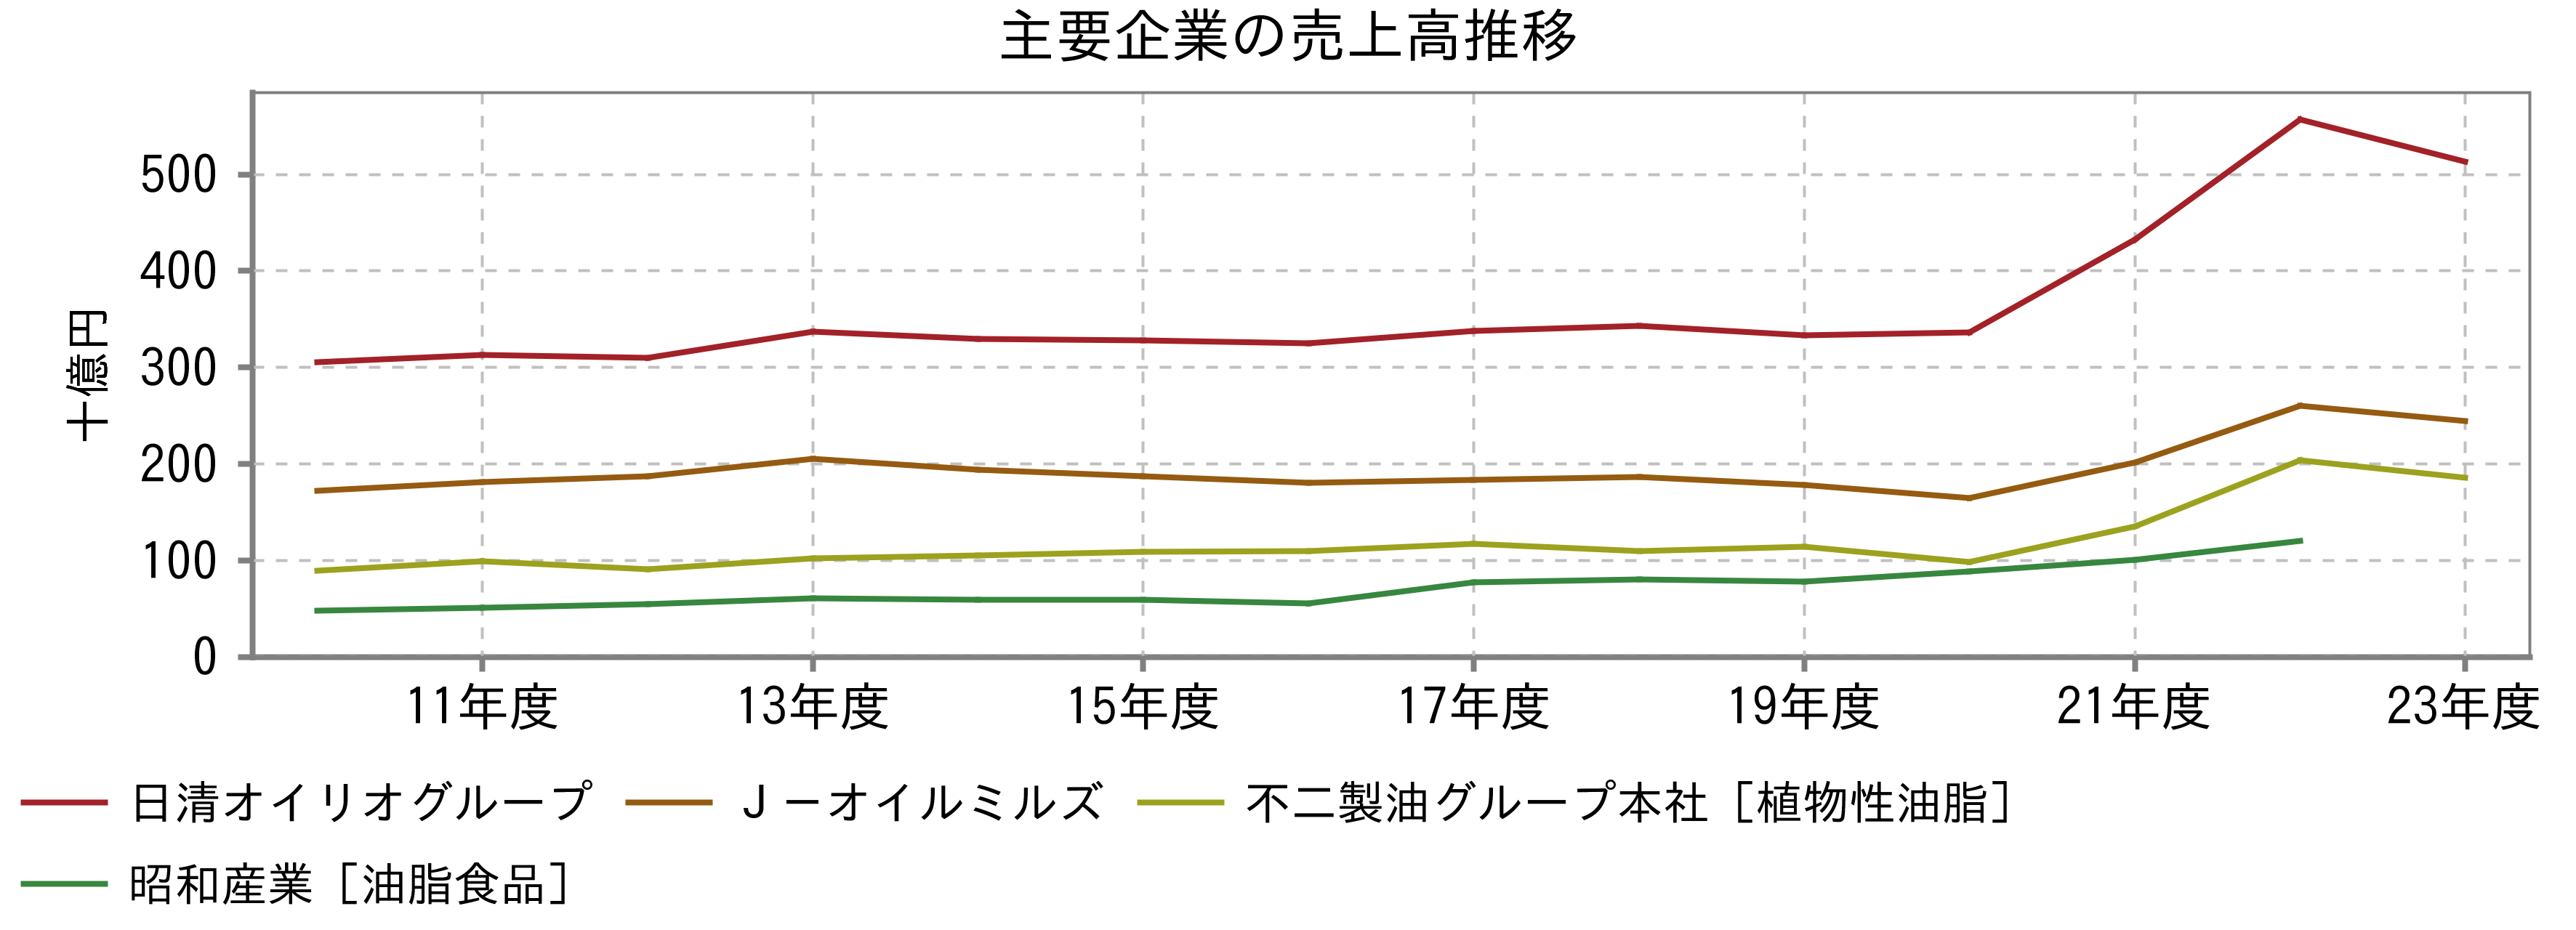 主要企業の売上高推移
十億円
500
400
300
200
100
0
11年度 13年度 15年度 17年度 19年度 21年度 23年度
日清オイリオグループ Ｊ－オイルミルズ 不二製油グループ本社［植物性油脂］
昭和産業［油脂食品］